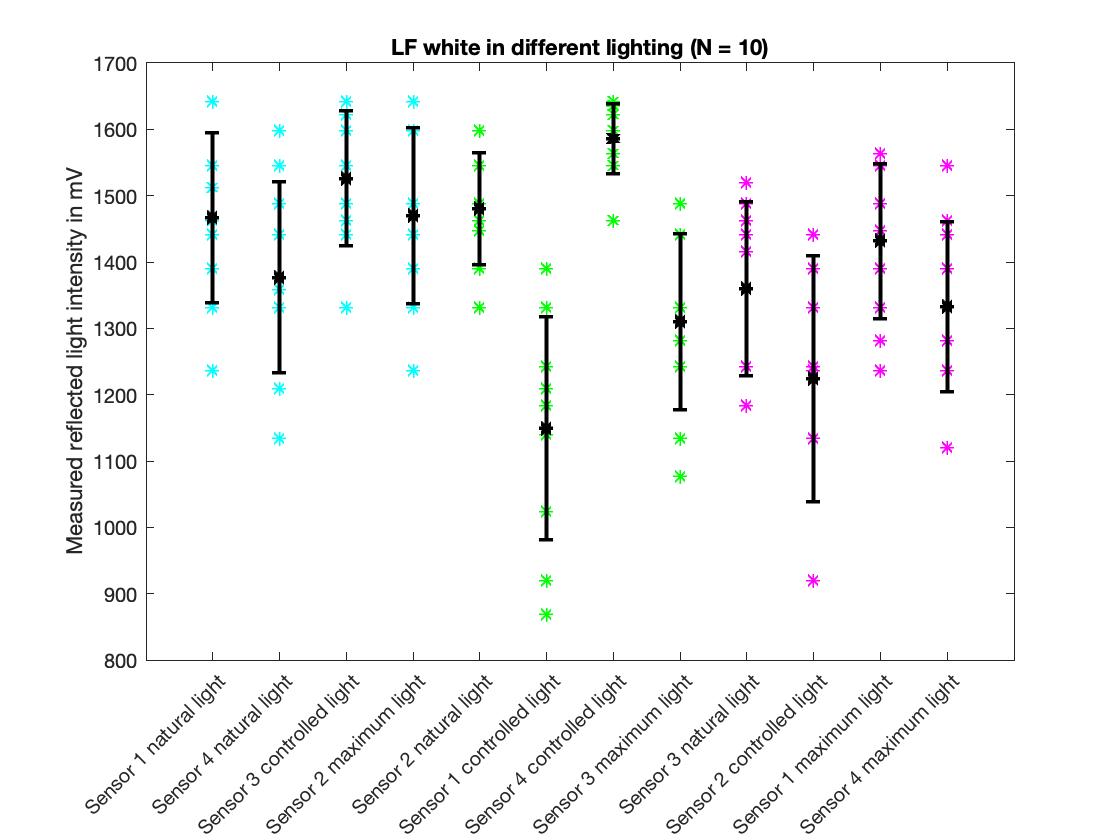 LF white in different lighting (N = 10)
Measured reflected light intensity in mV
1700
1600
1500
1400
1300
1200
1100
1000
900
800
Sensor 1 natural light
Sensor 4 natural light
Sensor 3 controlled light
Sensor 2 maximum light
Sensor 2 natural light
Sensor 1 controlled light
Sensor 4 controlled light
Sensor 3 maximum light
Sensor 3 natural light
Sensor 2 controlled light
Sensor 1 maximum light
Sensor 4 maximum light